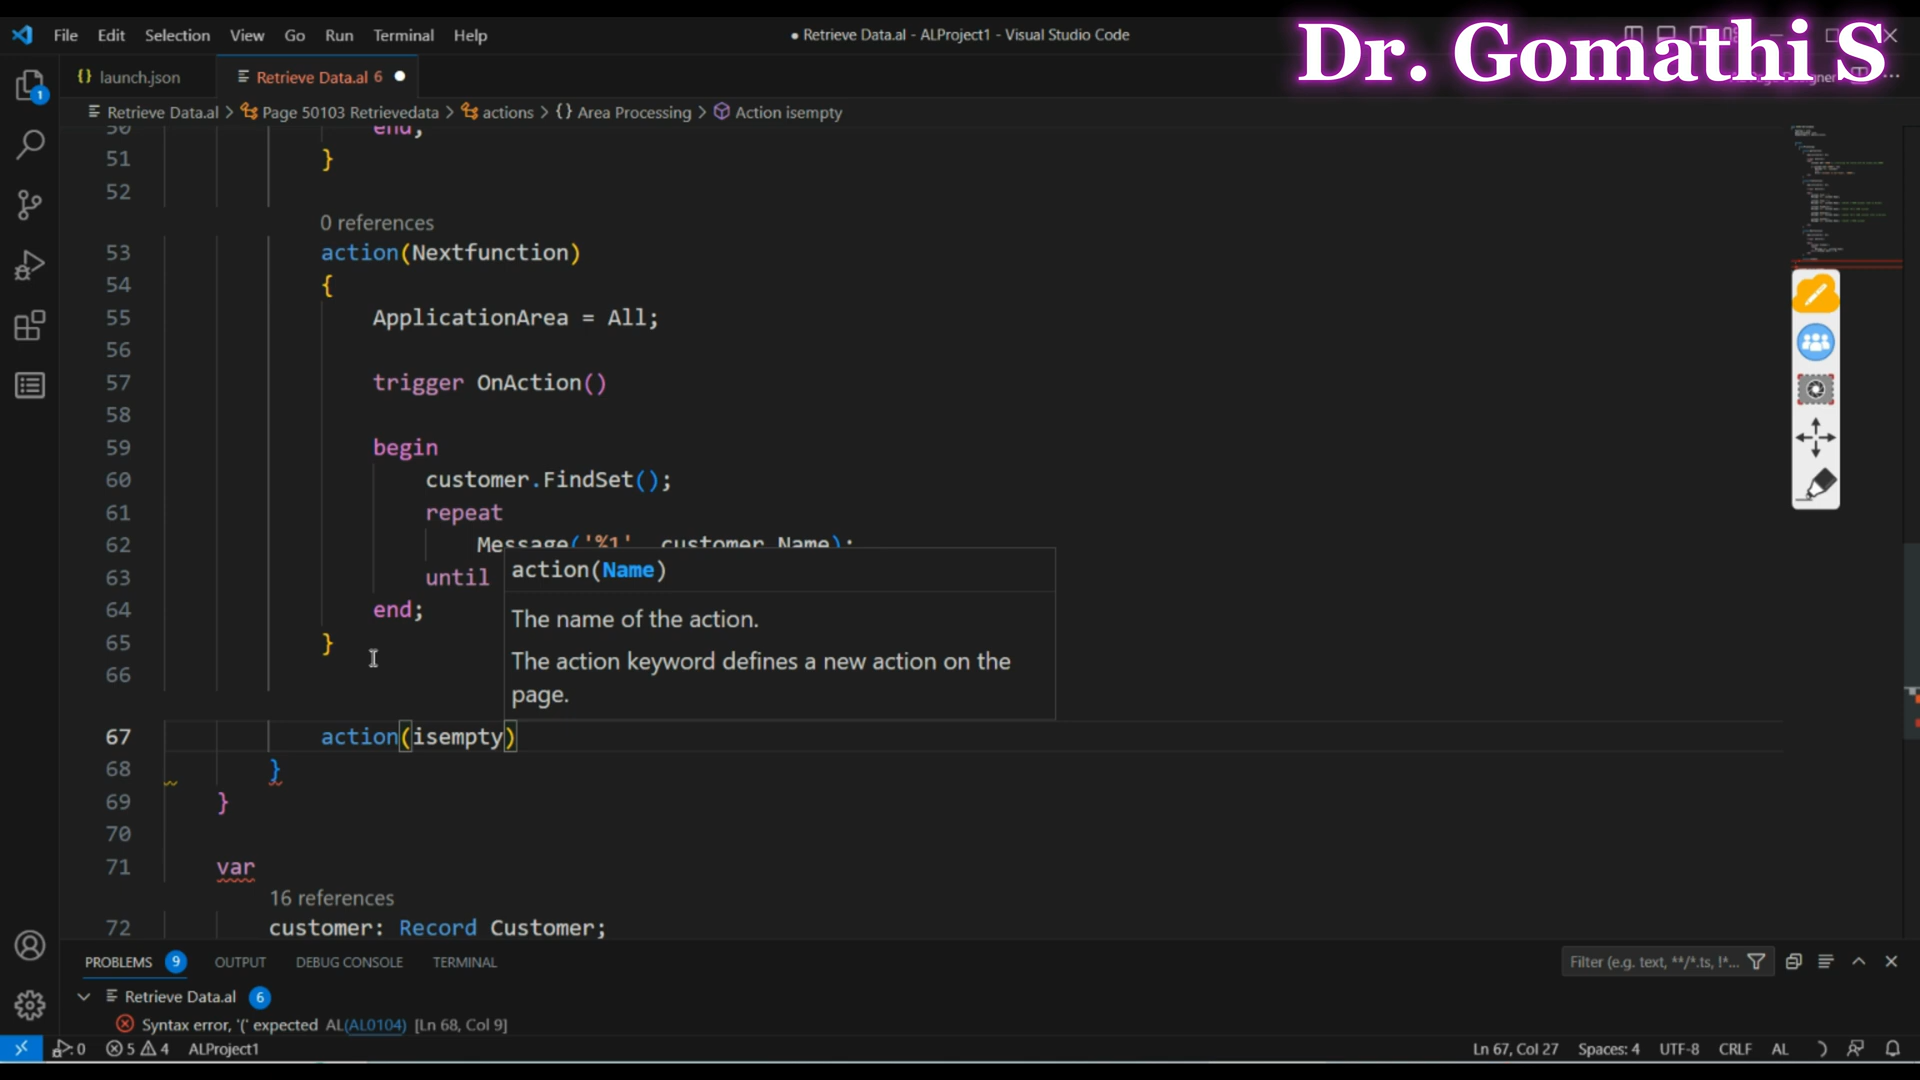 File Edit Selection View Go Run Terminal Help
● Retrieve Data.al - ALProject1 - Visual Studio Code
Dr. Gomathi S
launch.json
Retrieve Data.al 6
Retrieve Data.al > Page 50103 Retrievedata > actions > {} Area Processing > Action isempty
50 end;
51 }
52
0 references
53 action(Nextfunction)
54 {
55 ApplicationArea = All;
56
57 trigger OnAction()
58
59 begin
60 customer.FindSet();
61 repeat
62 Message('%1', customer.Name);
63 until
action(Name)
64 end;
The name of the action.
65 }
The action keyword defines a new action on the
66
page.
67 action(isempty)
68 }
69 }
70
71 var
16 references
72 customer: Record Customer;
PROBLEMS 9 OUTPUT DEBUG CONSOLE TERMINAL
Filter (e.g. text, **/*.ts, !*...
Retrieve Data.al 6
Syntax error, '(' expected AL(AL0104) [Ln 68, Col 9]
0 5 4 ALProject1
Ln 67, Col 27 Spaces: 4 UTF-8 CRLF AL